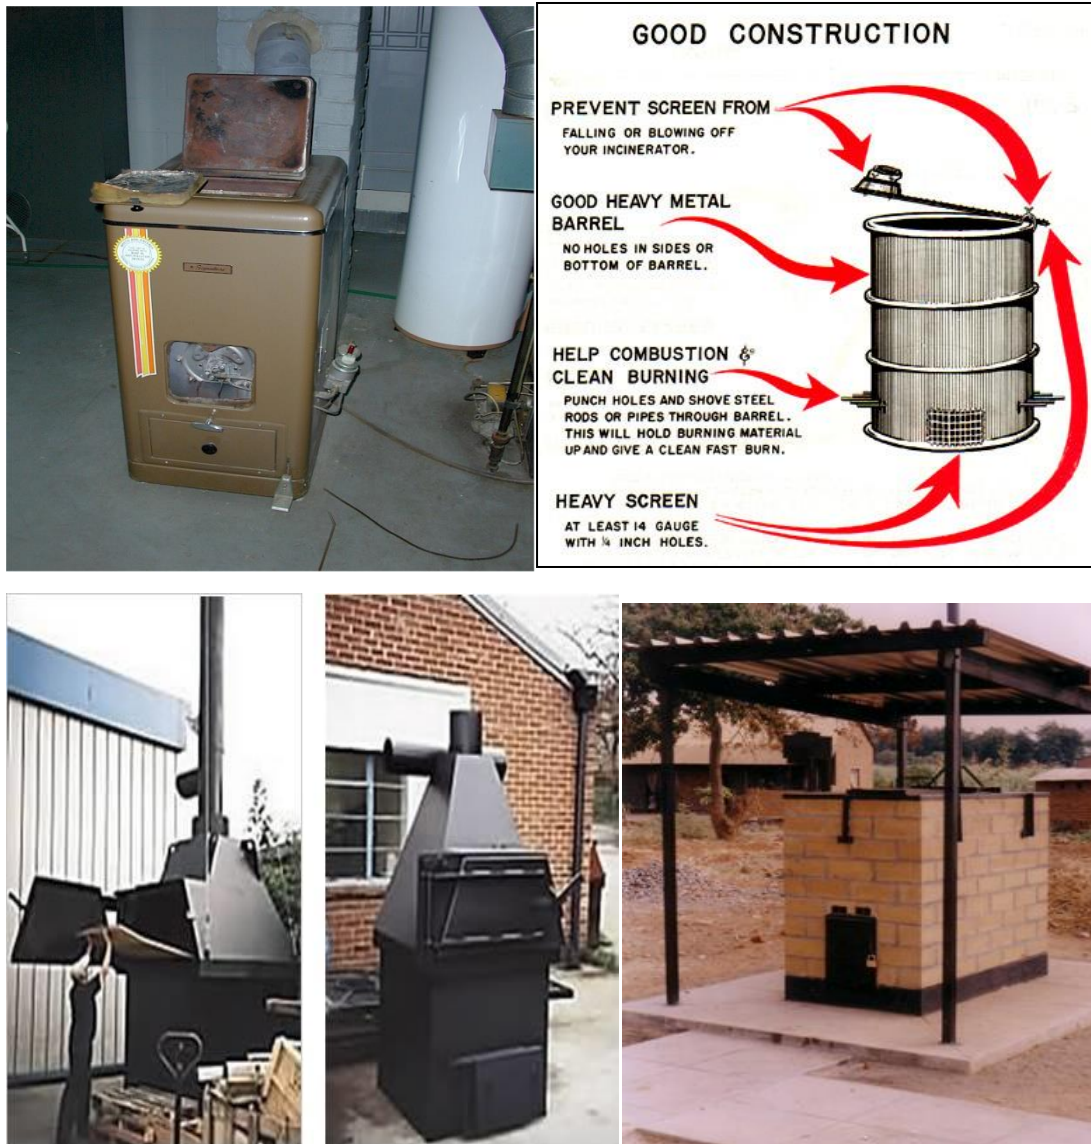 GOOD CONSTRUCTION
PREVENT SCREEN FROM
FALLING OR BLOWING OFF
YOUR INCINERATOR.
GOOD HEAVY METAL
BARREL
NO HOLES IN SIDES OR
BOTTOM OF BARREL.
HELP COMBUSTION &
CLEAN BURNING
PUNCH HOLES AND SHOVE STEEL
RODS OR PIPES THROUGH BARREL.
THIS WILL HOLD BURNING MATERIAL
UP AND GIVE A CLEAN FAST BURN.
HEAVY SCREEN
AT LEAST 14 GAUGE
WITH ¼ INCH HOLES.